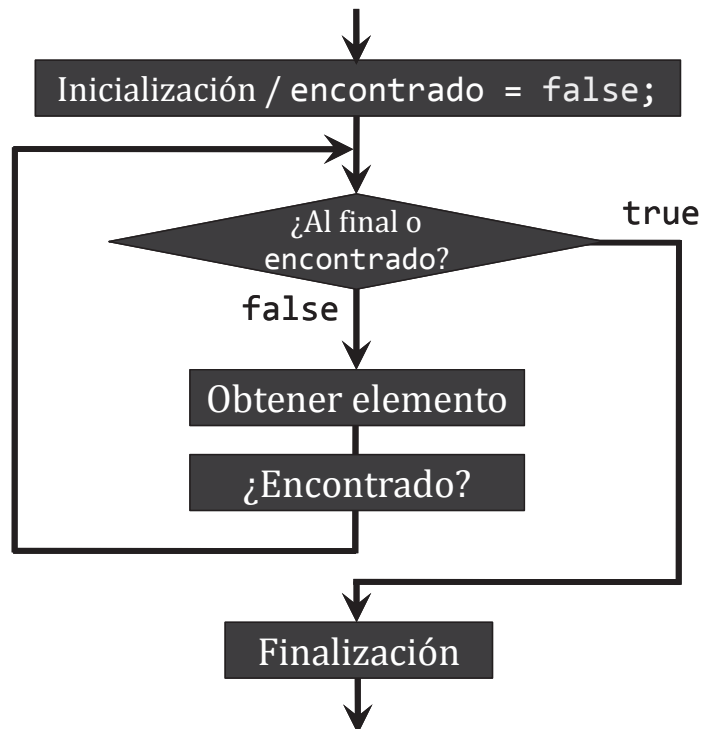 Inicialización / encontrado = false;
¿Al final o
encontrado?
true
false
Obtener elemento
¿Encontrado?
Finalización